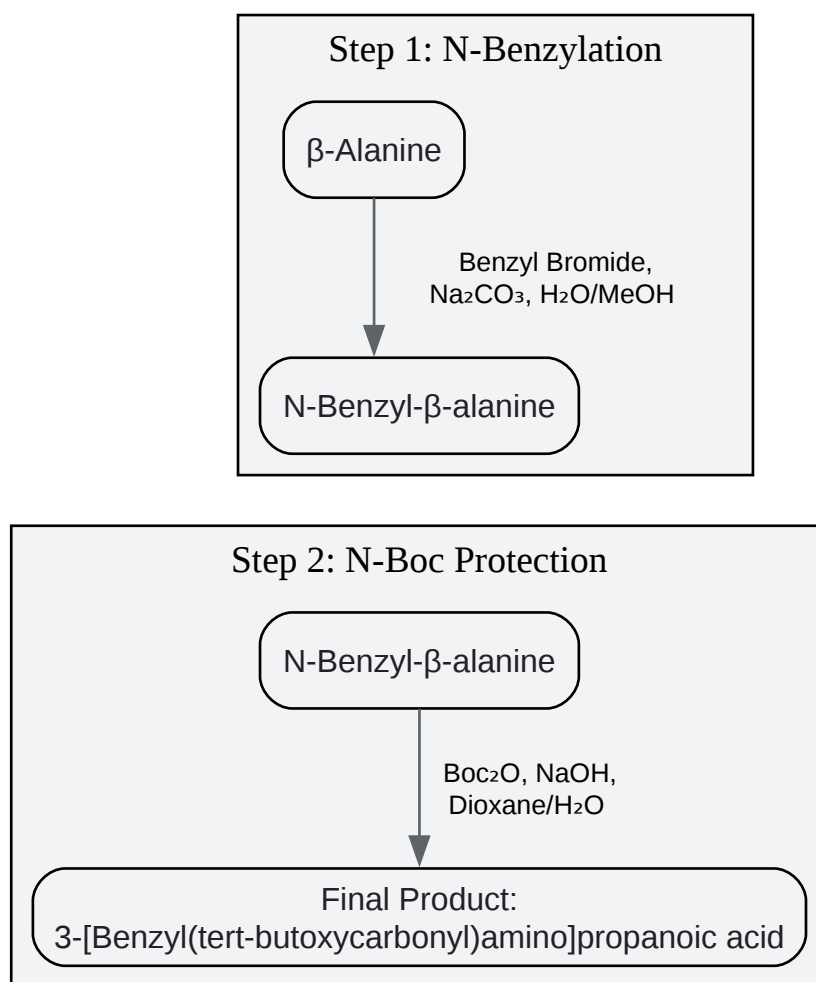 Step 1: N-Benzylation
β-Alanine
Benzyl Bromide,
Na₂CO₃, H₂O/MeOH
N-Benzyl-β-alanine
Step 2: N-Boc Protection
N-Benzyl-β-alanine
Boc₂O, NaOH,
Dioxane/H₂O
Final Product:
3-[Benzyl(tert-butoxycarbonyl)amino]propanoic acid